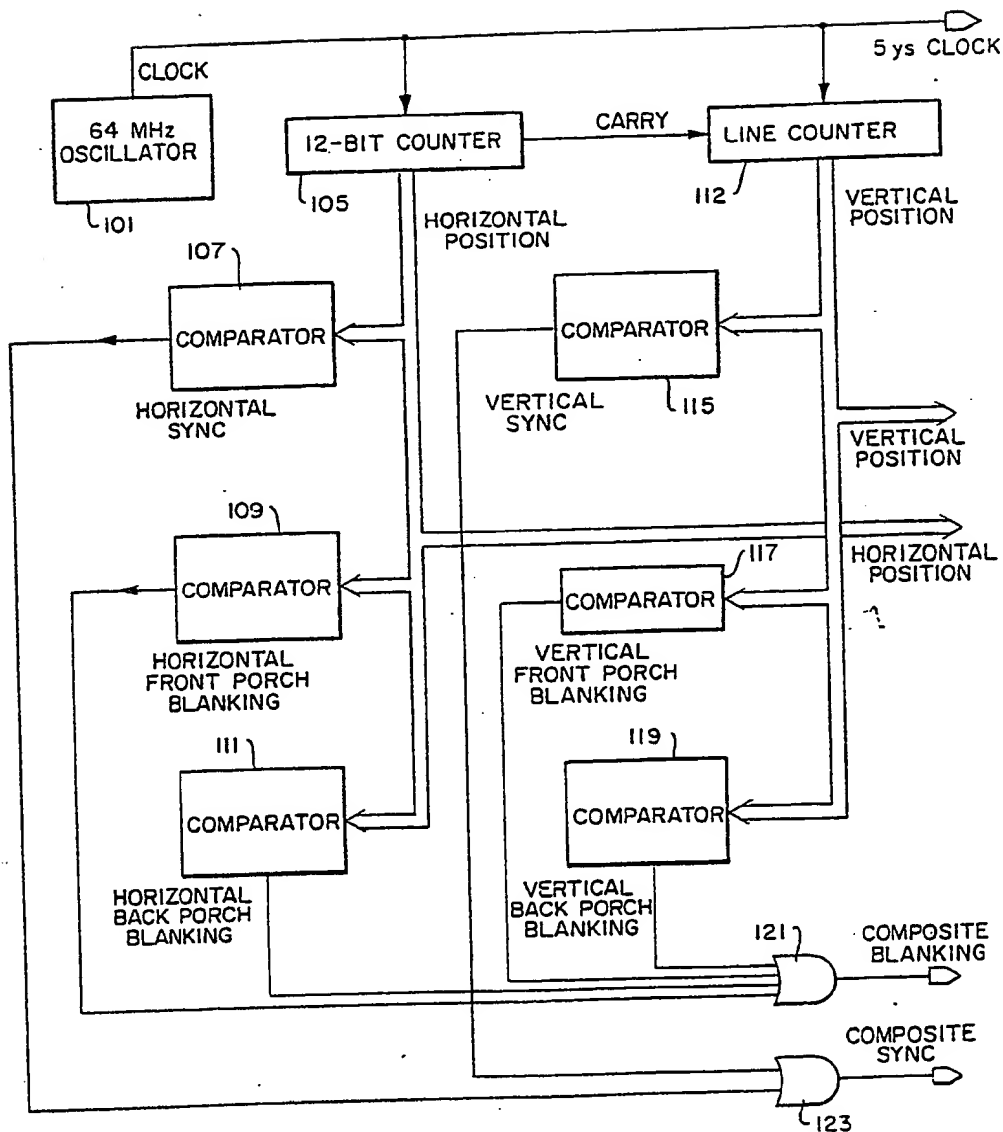 5 ys CLOCK
CLOCK
64 MHz
OSCILLATOR
101
12-BIT COUNTER
105
CARRY
LINE COUNTER
112
HORIZONTAL
POSITION
VERTICAL
POSITION
107
COMPARATOR
HORIZONTAL
SYNC
COMPARATOR
115
VERTICAL
SYNC
VERTICAL
POSITION
HORIZONTAL
POSITION
109
COMPARATOR
HORIZONTAL
FRONT PORCH
BLANKING
117
COMPARATOR
VERTICAL
FRONT PORCH
BLANKING
111
COMPARATOR
HORIZONTAL
BACK PORCH
BLANKING
119
COMPARATOR
VERTICAL
BACK PORCH
BLANKING
121
COMPOSITE
BLANKING
COMPOSITE
SYNC
123